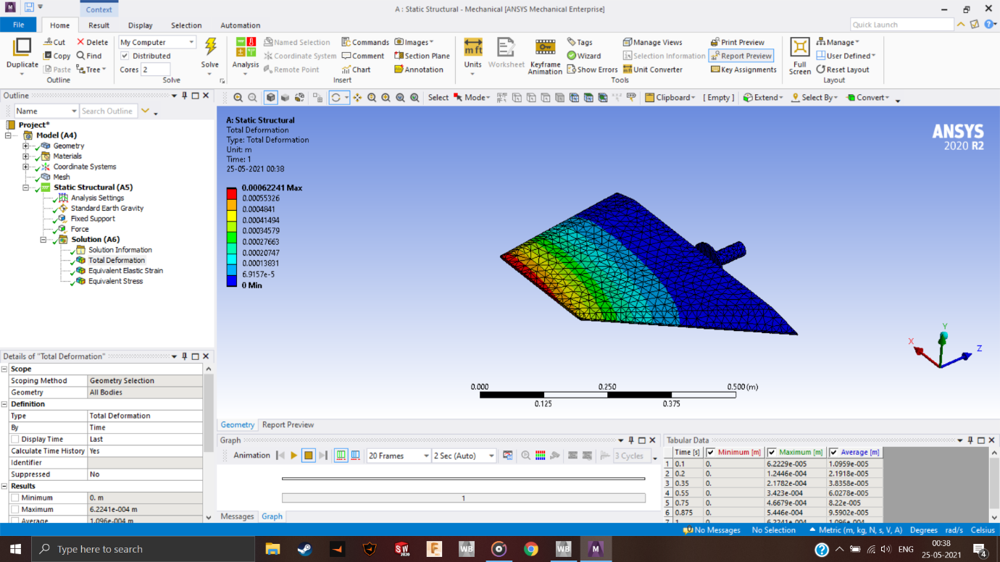 Context
A : Static Structural - Mechanical [ANSYS Mechanical Enterprise]
File Home Result Display Selection Automation
Quick Launch
Duplicate
Cut Delete
Copy Find
Paste Tree
Outline
My Computer
Distributed
Cores 2
Solve
Solve
Analysis
Named Selection Commands Images
Coordinate System Comment Section Plane
Remote Point Chart Annotation
Insert
Units Worksheet Keyframe Animation
Tags Manage Views Print Preview
Wizard Selection Information Report Preview
Show Errors Unit Converter Key Assignments
Tools
Full Screen
Manage
User Defined
Reset Layout
Layout
Outline
Name Search Outline
Select Mode Clipboard [ Empty ] Extend Select By Convert
Project*
Model (A4)
Geometry
Materials
Coordinate Systems
Mesh
Static Structural (A5)
Analysis Settings
Standard Earth Gravity
Fixed Support
Force
Solution (A6)
Solution Information
Total Deformation
Equivalent Elastic Strain
Equivalent Stress
A: Static Structural
Total Deformation
Type: Total Deformation
Unit: m
Time: 1
25-05-2021 00:38
0.00062241 Max
0.00055326
0.0004841
0.00041494
0.00034579
0.00027663
0.00020747
0.00013831
6.9157e-5
0 Min
ANSYS
2020 R2
Y
X
Z
0.000 0.250 0.500 (m)
0.125 0.375
Geometry Report Preview
Details of "Total Deformation"
Scope
Scoping Method Geometry Selection
Geometry All Bodies
Definition
Type Total Deformation
By Time
Display Time Last
Calculate Time History Yes
Identifier
Suppressed No
Results
Minimum 0. m
Maximum 6.2241e-004 m
Average 1.096e-004 m
Graph
Animation 20 Frames 2 Sec (Auto) 3 Cycles
1
Messages Graph
Tabular Data
Time [s] Minimum [m] Maximum [m] Average [m]
1 0.1 0. 6.2229e-005 1.0959e-005
2 0.2 0. 1.2446e-004 2.1918e-005
3 0.35 0. 2.1782e-004 3.8358e-005
4 0.55 0. 3.423e-004 6.0278e-005
5 0.75 0. 4.6679e-004 8.22e-005
6 0.875 0. 5.446e-004 9.5902e-005
7 1. 0. 6.2241e-004 1.096e-004
No Messages No Selection Metric (m, kg, N, s, V, A) Degrees rad/s Celsius
Type here to search
SW
2020
F
WB
WB
M
ENG
00:38
25-05-2021
4